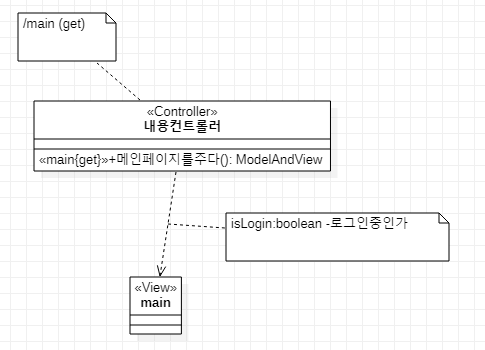 /main (get)
«Controller»
내용컨트롤러
«main{get}»+메인페이지를주다(): ModelAndView
isLogin:boolean -로그인중인가
«View»
main